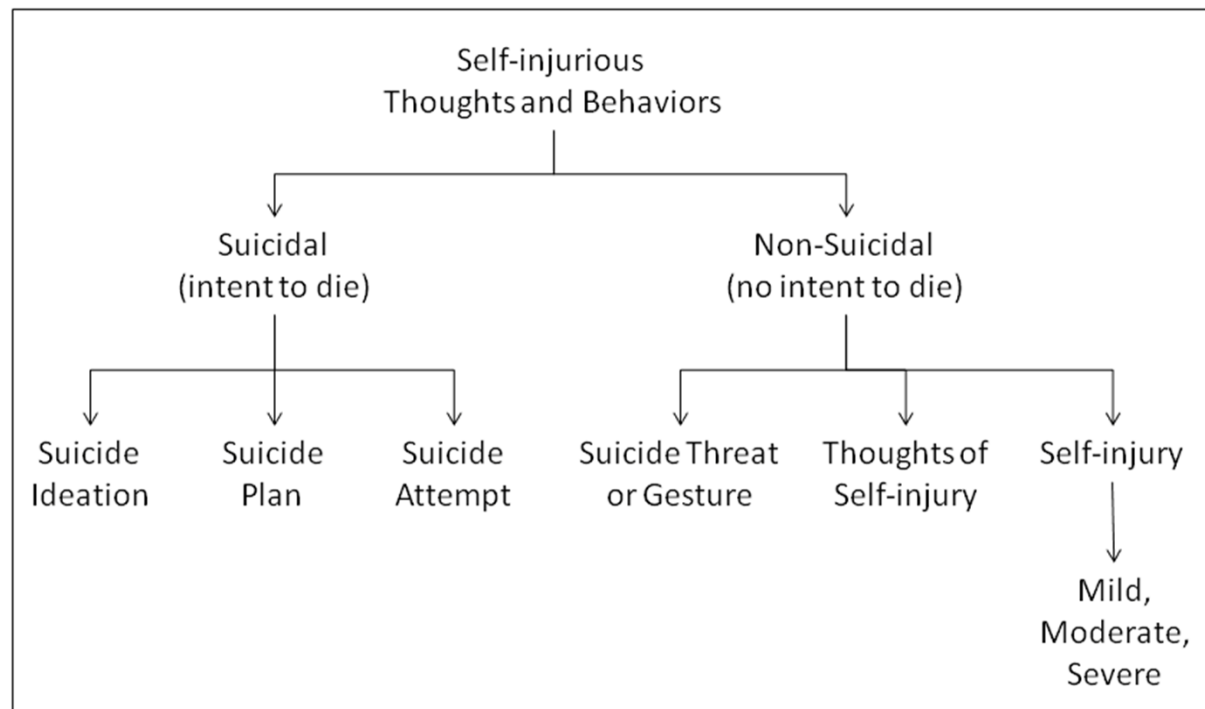 Self-injurious
Thoughts and Behaviors
Suicidal
(intent to die)
Non-Suicidal
(no intent to die)
Suicide
Ideation
Suicide
Plan
Suicide
Attempt
Suicide Threat
or Gesture
Thoughts of
Self-injury
Self-injury
Mild,
Moderate,
Severe